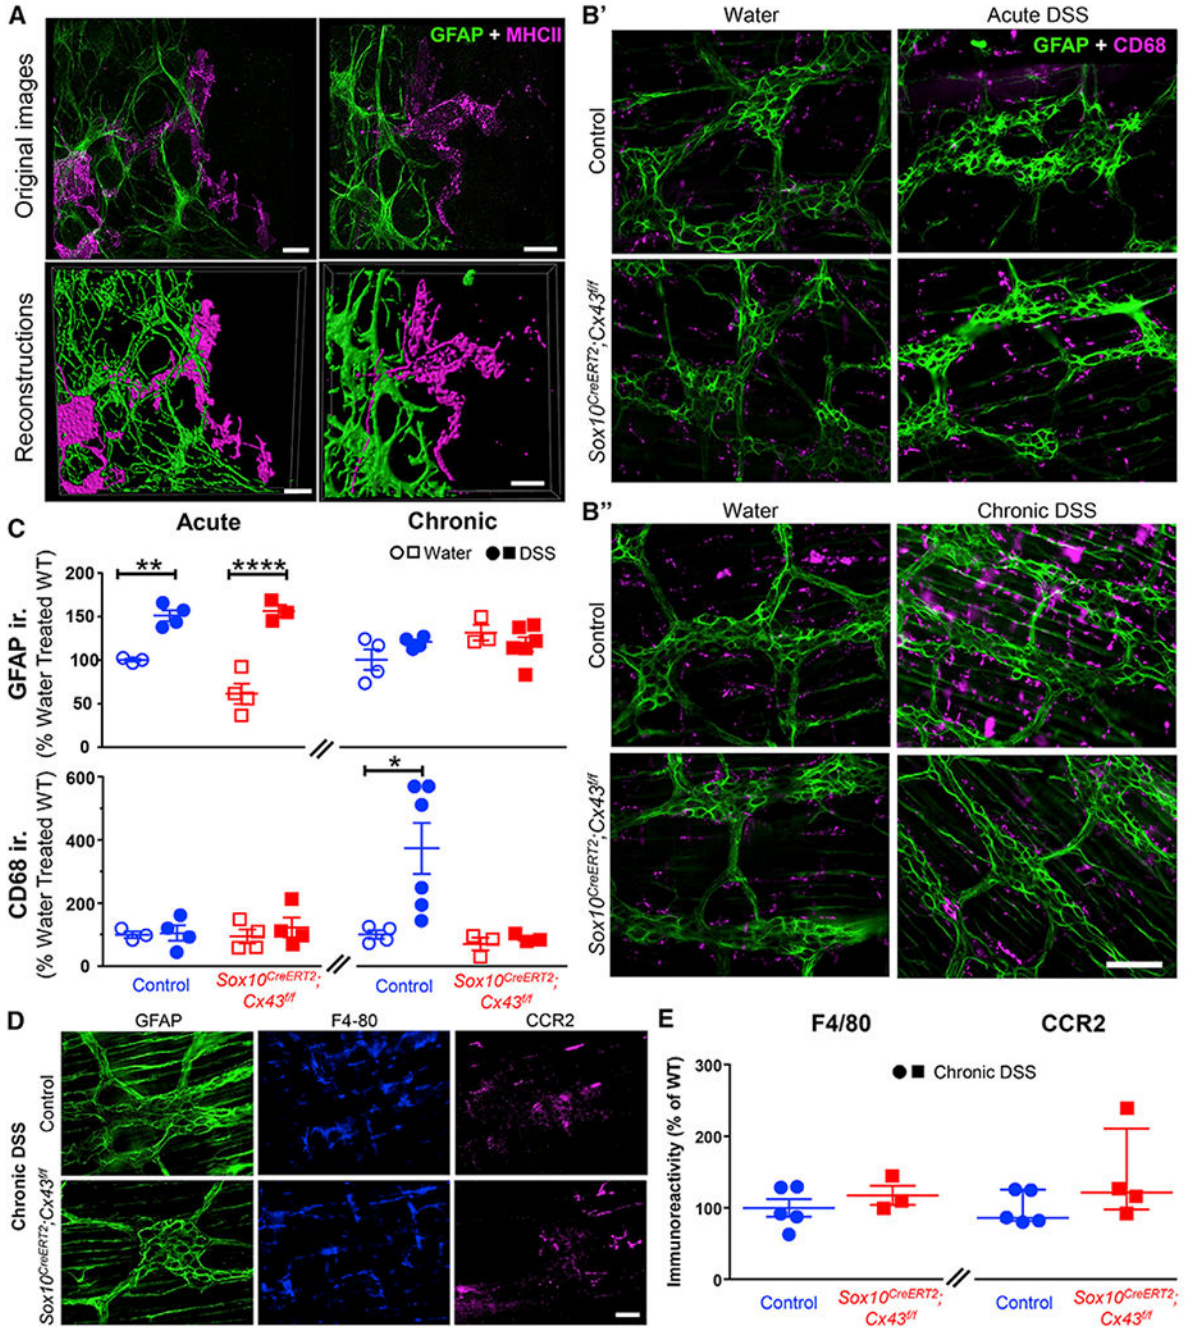 A
GFAP + MHCII
Original images
Reconstructions
B’
Water
Acute DSS
GFAP + CD68
Control
Sox10CreERT2;Cx43f/f
B”
Water
Chronic DSS
Control
Sox10CreERT2;Cx43f/f
C
Acute
Chronic
Water
DSS
GFAP ir.
(% Water Treated WT)
200
150
100
50
0
**
****
CD68 ir.
(% Water Treated WT)
600
400
200
0
*
Control
Sox10CreERT2;
Cx43f/f
Control
Sox10CreERT2;
Cx43f/f
D
GFAP
F4-80
CCR2
Chronic DSS
Control
Sox10CreERT2;Cx43f/f
E
F4/80
CCR2
Chronic DSS
Immunoreactivity (% of WT)
300
200
100
0
Control
Sox10CreERT2;
Cx43f/f
Control
Sox10CreERT2;
Cx43f/f